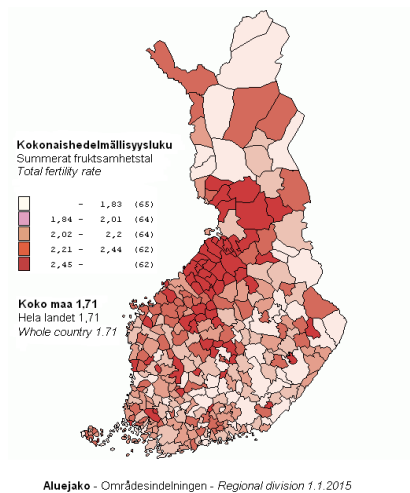 Kokonaishedelmällisyysluku
Summerat fruktsamhetstal
Total fertility rate
- 1,83 (65)
1,84 - 2,01 (64)
2,02 - 2,2 (64)
2,21 - 2,44 (62)
2,45 - (62)
Koko maa 1,71
Hela landet 1,71
Whole country 1.71
Aluejako - Områdesindelningen - Regional division 1.1.2015